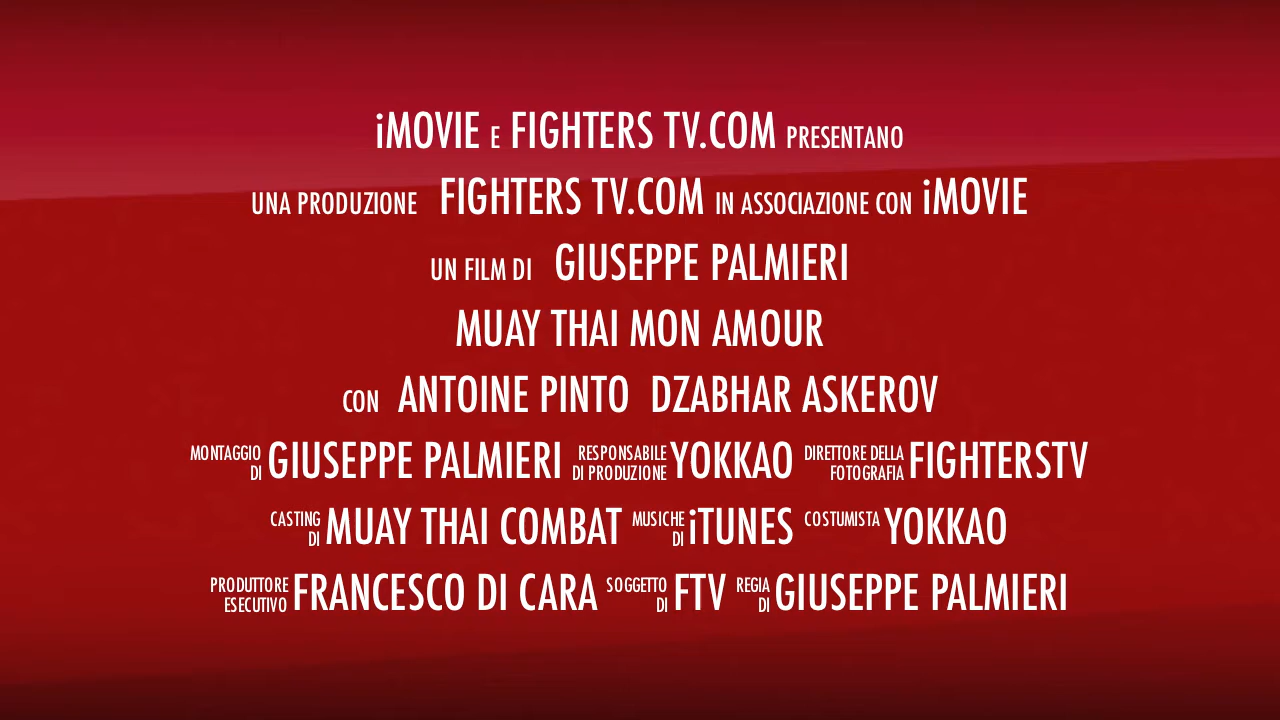 iMOVIE E FIGHTERS TV.COM PRESENTANO
UNA PRODUZIONE FIGHTERS TV.COM IN ASSOCIAZIONE CON iMOVIE
UN FILM DI GIUSEPPE PALMIERI
MUAY THAI MON AMOUR
CON ANTOINE PINTO DZABHAR ASKEROV
MONTAGGIO DI GIUSEPPE PALMIERI RESPONSABILE DI PRODUZIONE YOKKAO DIRETTORE DELLA FOTOGRAFIA FIGHTERSTV
CASTING DI MUAY THAI COMBAT MUSICHE DI iTUNES COSTUMISTA YOKKAO
PRODUTTORE ESECUTIVO FRANCESCO DI CARA SOGGETTO DI FTV REGIA DI GIUSEPPE PALMIERI